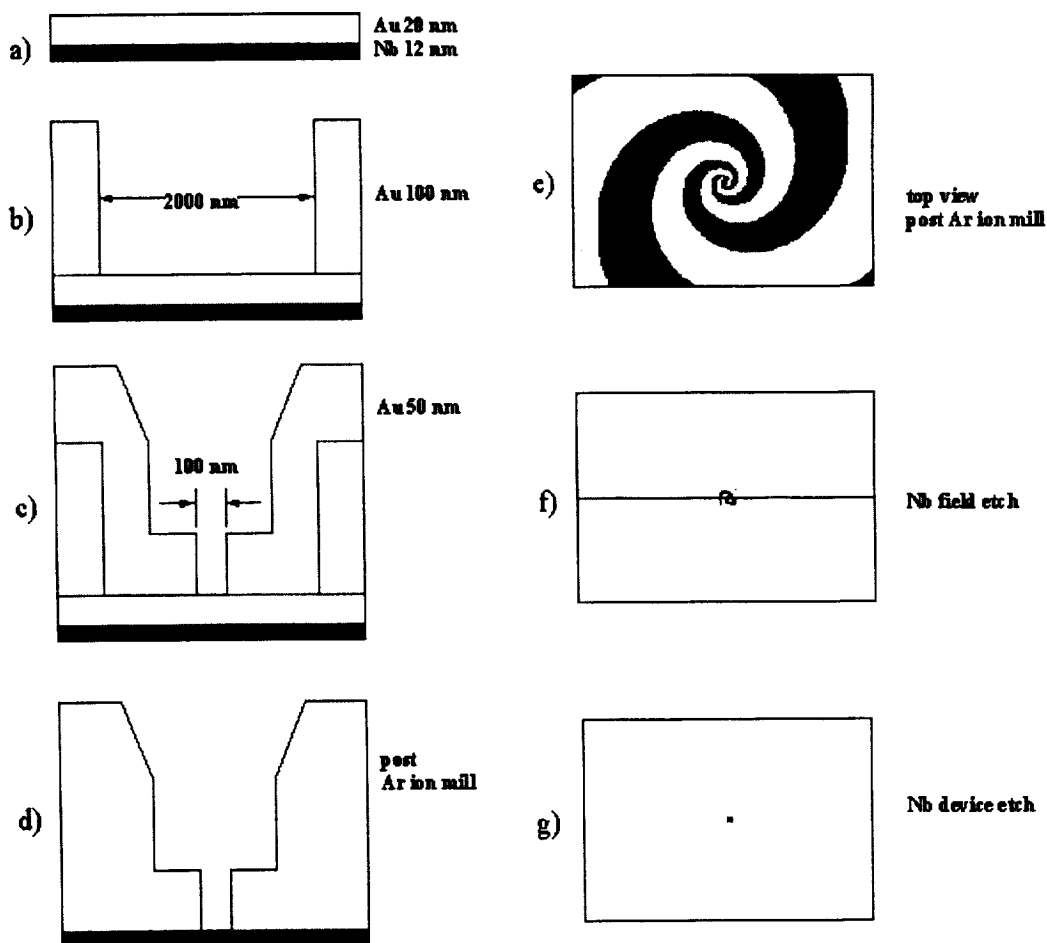 a)
Au 20 nm
Nb 12 nm
b)
2000 nm
Au 100 nm
c)
100 nm
Au 50 nm
d)
post
Ar ion mill
e)
top view
post Ar ion mill
f)
Nb field etch
g)
Nb device etch